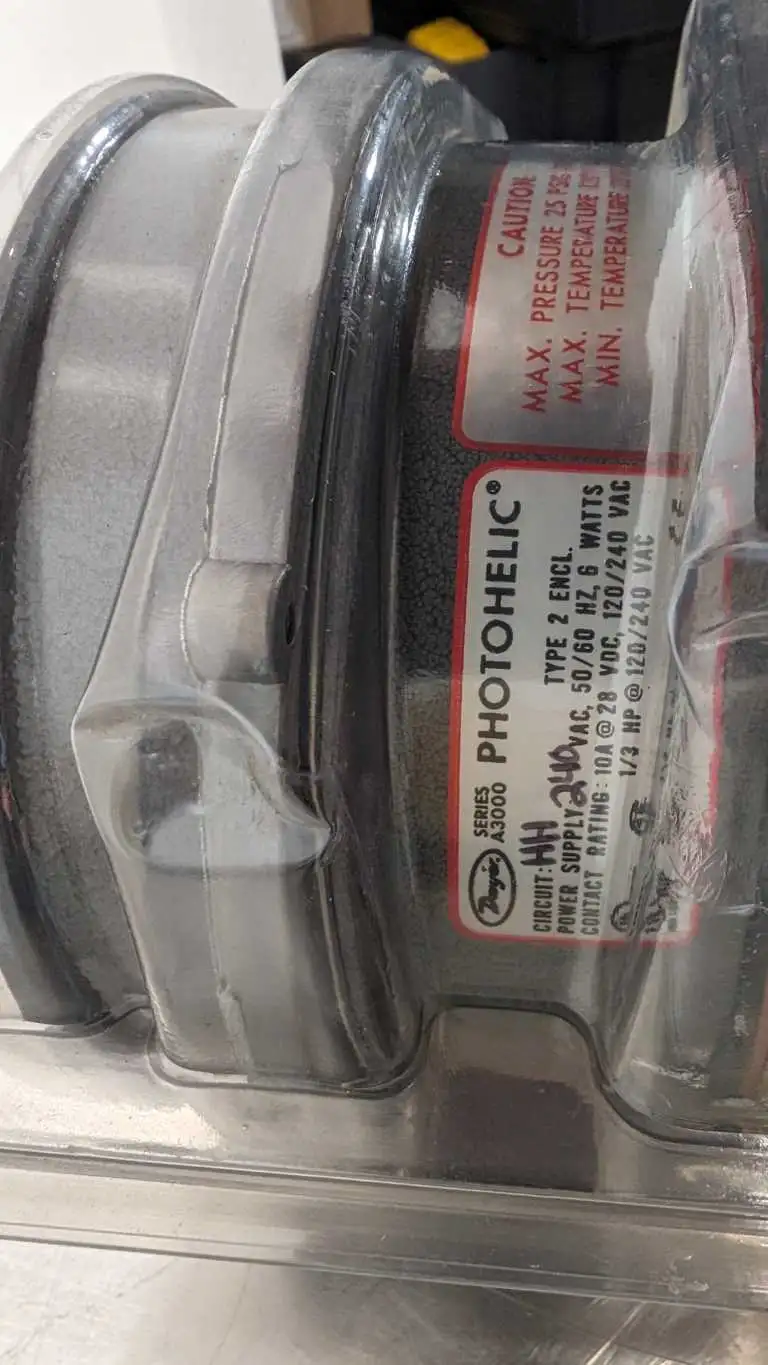 CAUTION
MAX. PRESSURE 25
MAX. TEMPERATURE
MIN. TEMPERATURE
Dwyer.
SERIES
A3000
PHOTOHELIC®
CIRCUIT: HH TYPE 2 ENCL.
POWER SUPPLY 240 VAC, 50/60 HZ, 6 WATTS
CONTACT RATING: 10A @ 28 VDC, 120/240 VAC
1/3 HP @ 120/240 VAC